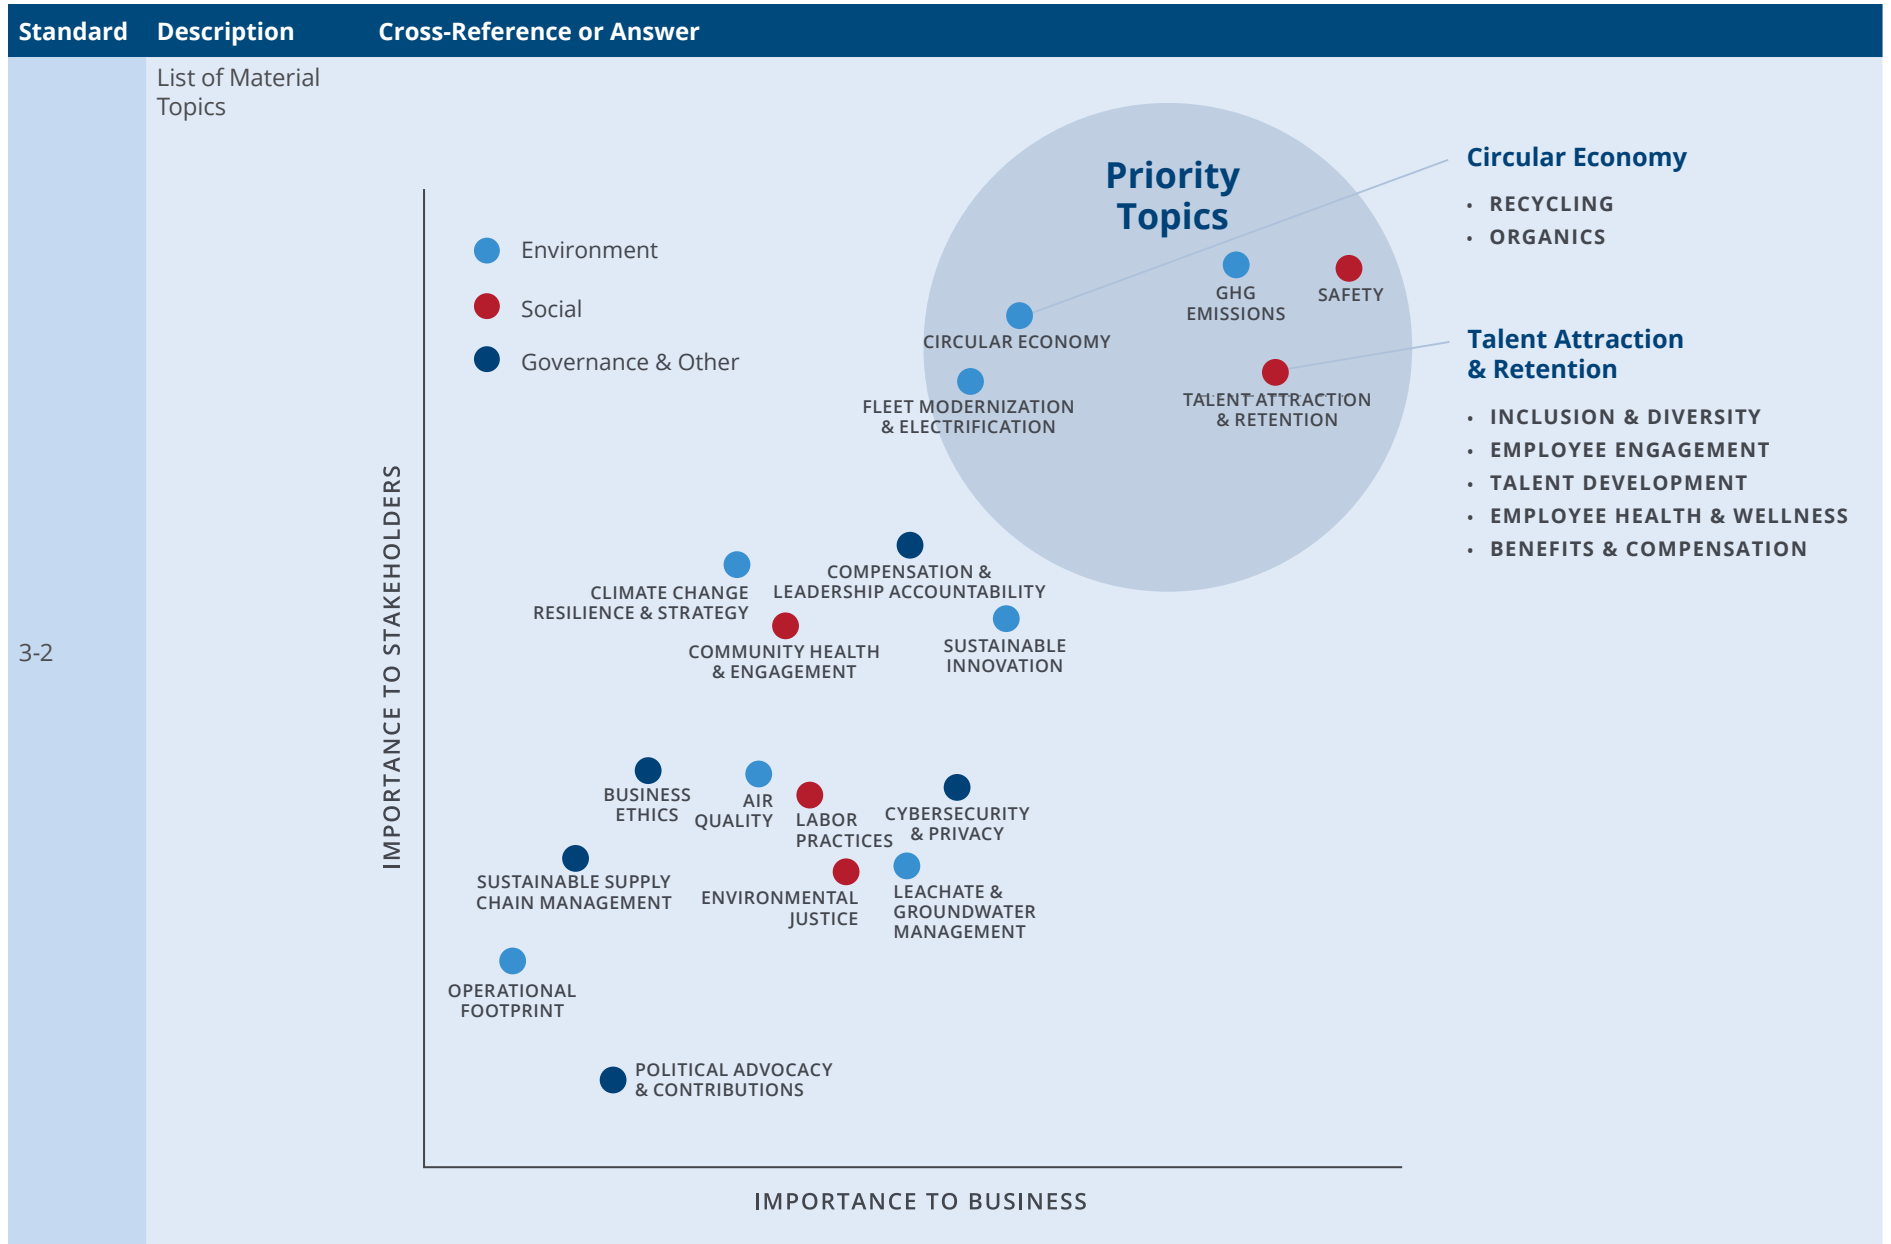 Standard Description Cross-Reference or Answer
List of Material
Topics
3-2
Priority
Topics
Environment
Social
Governance & Other
GHG
EMISSIONS
SAFETY
CIRCULAR ECONOMY
FLEET MODERNIZATION
& ELECTRIFICATION
TALENT ATTRACTION
& RETENTION
Circular Economy
• RECYCLING
• ORGANICS
Talent Attraction
& Retention
• INCLUSION & DIVERSITY
• EMPLOYEE ENGAGEMENT
• TALENT DEVELOPMENT
• EMPLOYEE HEALTH & WELLNESS
• BENEFITS & COMPENSATION
IMPORTANCE TO STAKEHOLDERS
CLIMATE CHANGE
RESILIENCE & STRATEGY
COMPENSATION &
LEADERSHIP ACCOUNTABILITY
COMMUNITY HEALTH
& ENGAGEMENT
SUSTAINABLE
INNOVATION
BUSINESS
ETHICS
AIR
QUALITY
LABOR
PRACTICES
CYBERSECURITY
& PRIVACY
SUSTAINABLE SUPPLY
CHAIN MANAGEMENT
ENVIRONMENTAL
JUSTICE
LEACHATE &
GROUNDWATER
MANAGEMENT
OPERATIONAL
FOOTPRINT
POLITICAL ADVOCACY
& CONTRIBUTIONS
IMPORTANCE TO BUSINESS